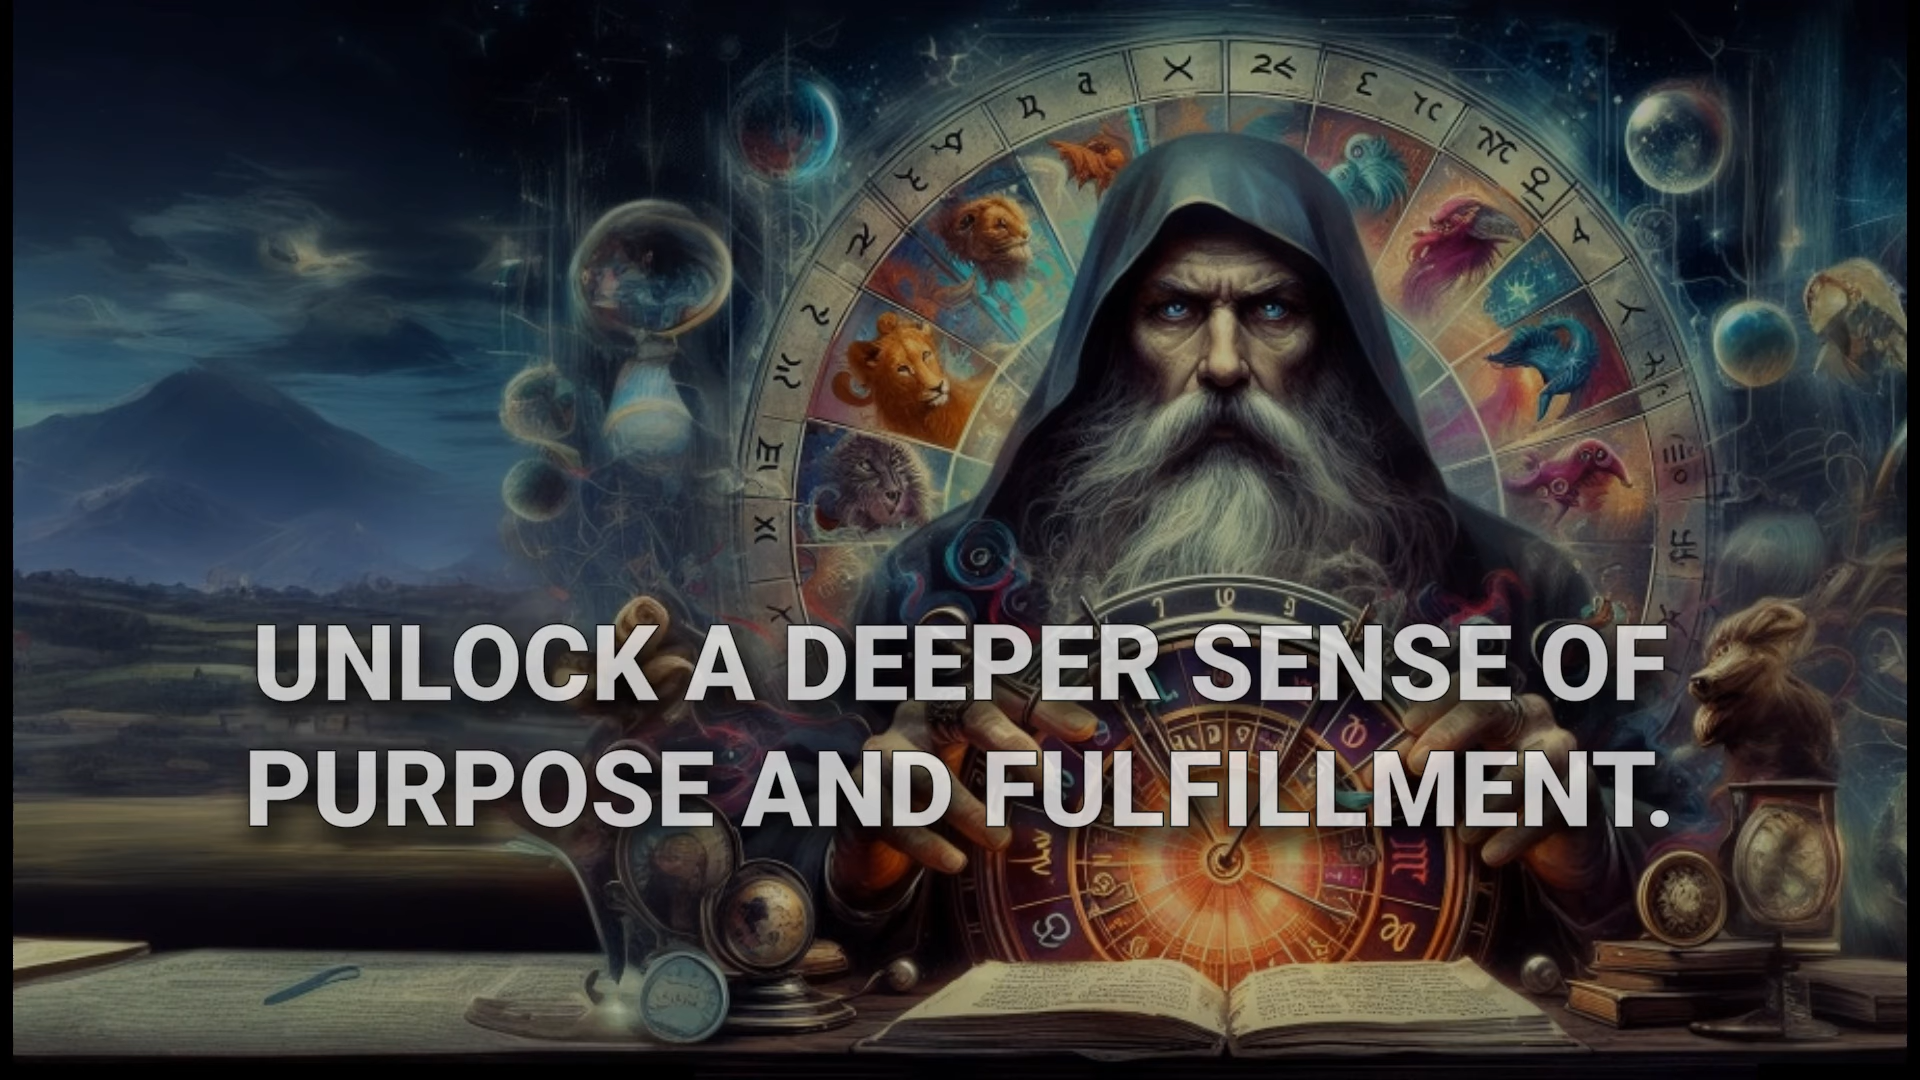 UNLOCK A DEEPER SENSE OF
PURPOSE AND FULFILLMENT.